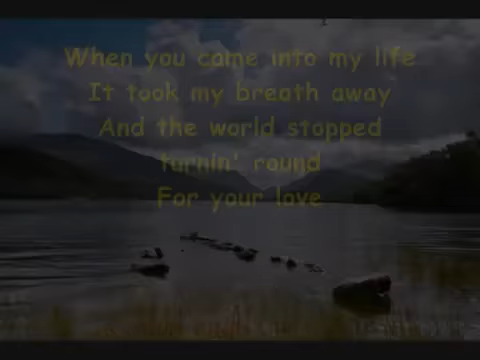 When you came into my life
It took my breath away
And the world stopped
turnin' round
For your love